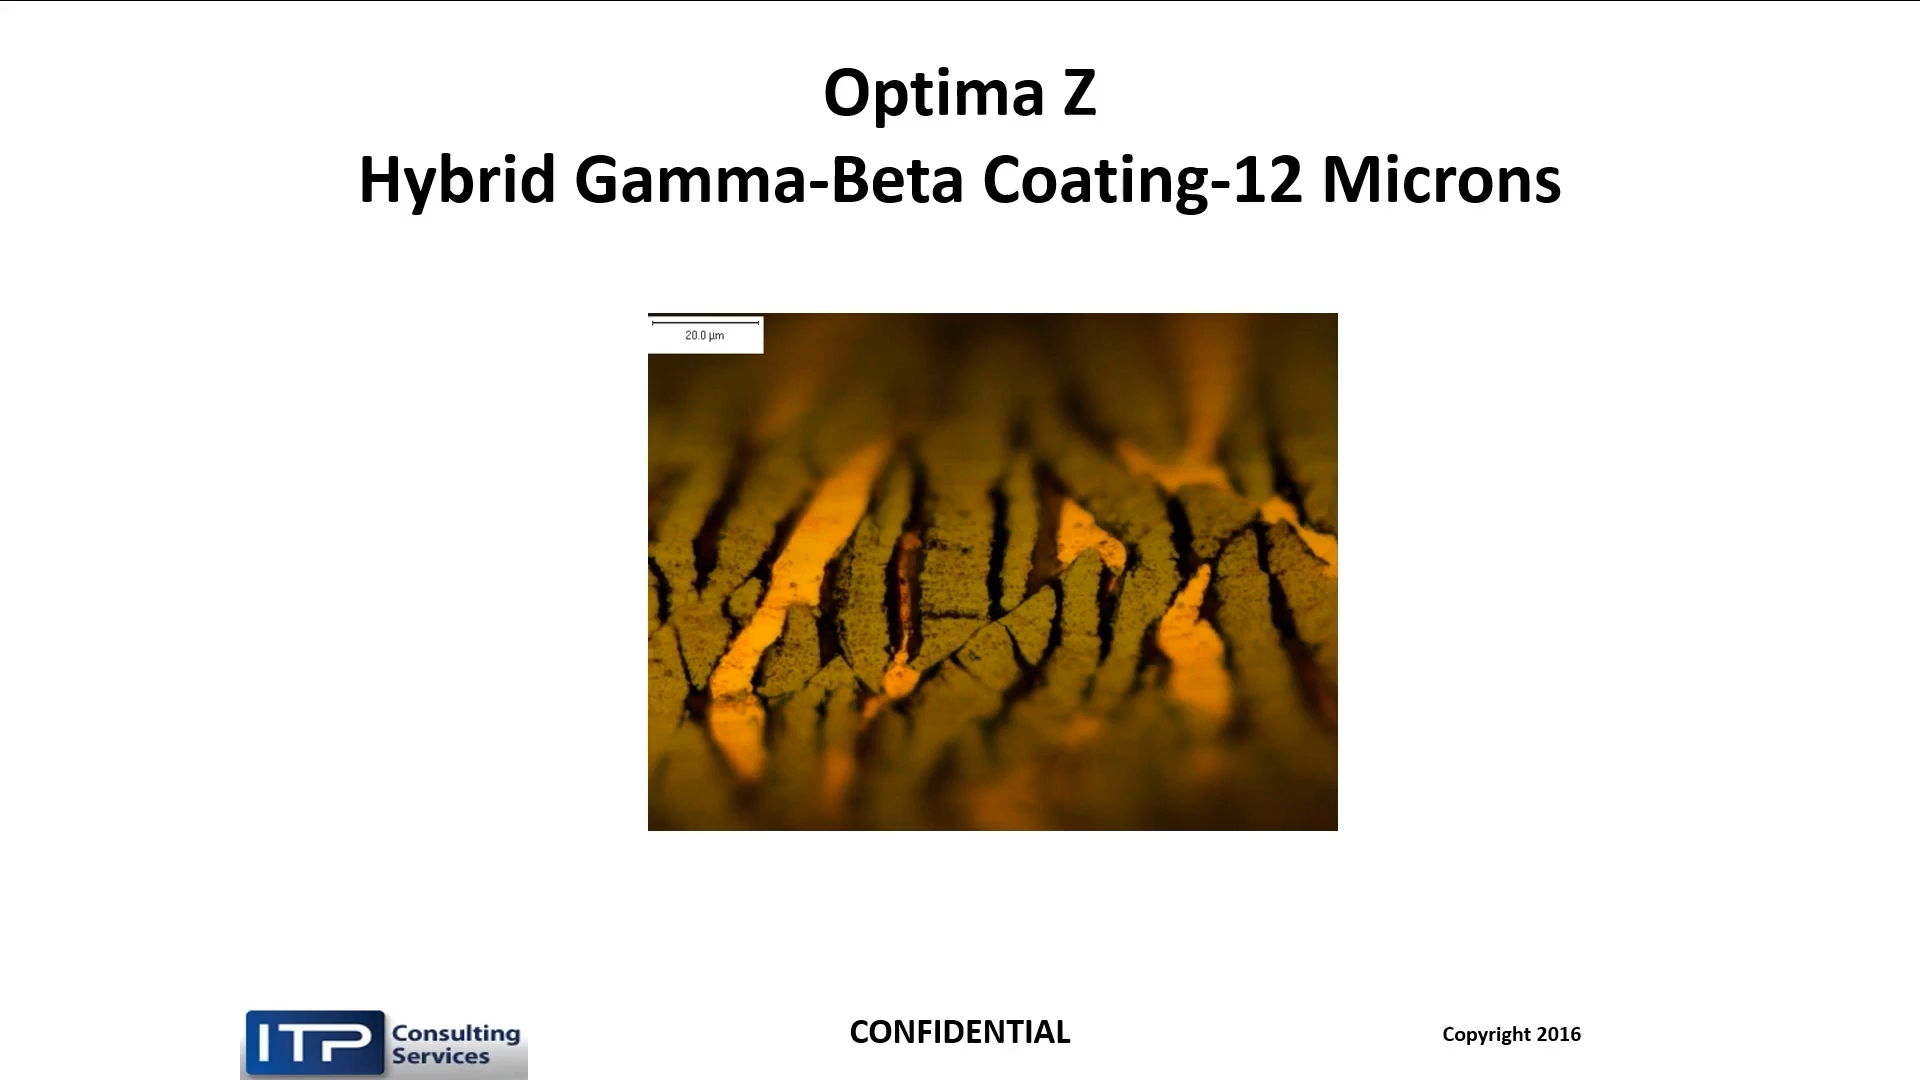 Optima Z
Hybrid Gamma-Beta Coating-12 Microns
20.0 µm
ITP Consulting
Services
CONFIDENTIAL
Copyright 2016